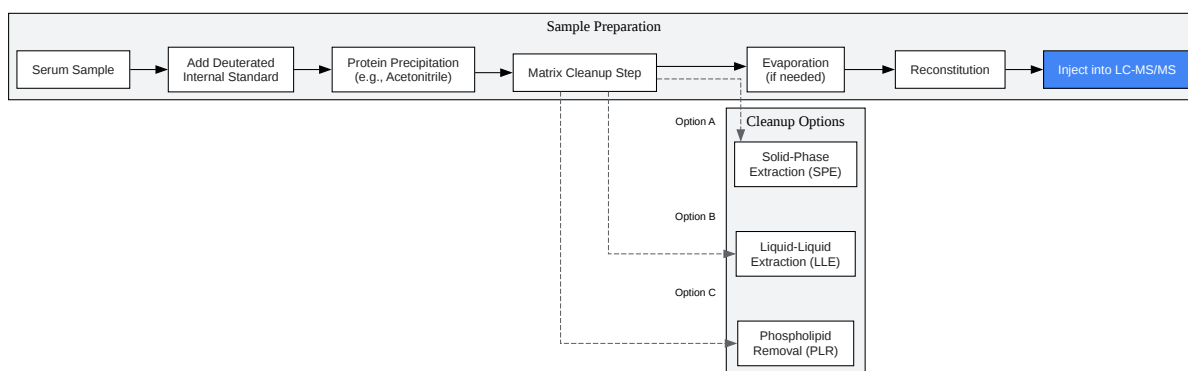 Sample Preparation
Serum Sample
Add Deuterated
Internal Standard
Protein Precipitation
(e.g., Acetonitrile)
Matrix Cleanup Step
Evaporation
(if needed)
Reconstitution
Inject into LC-MS/MS
Option A
Cleanup Options
Solid-Phase
Extraction (SPE)
Option B
Liquid-Liquid
Extraction (LLE)
Option C
Phospholipid
Removal (PLR)